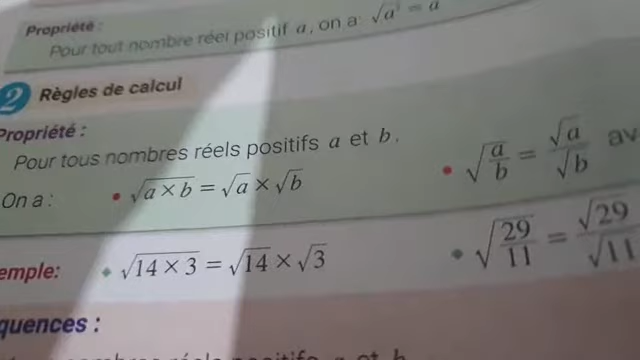 Propriété :
Pour tout nombre réel positif a, on a √a² = a
2 Règles de calcul
Propriété :
Pour tous nombres réels positifs a et b.
On a : • √(a × b) = √a × √b • √(a/b) = √a/√b av
emple: • √(14 × 3) = √14 × √3 • √(29/11) = √29/√11
quences :